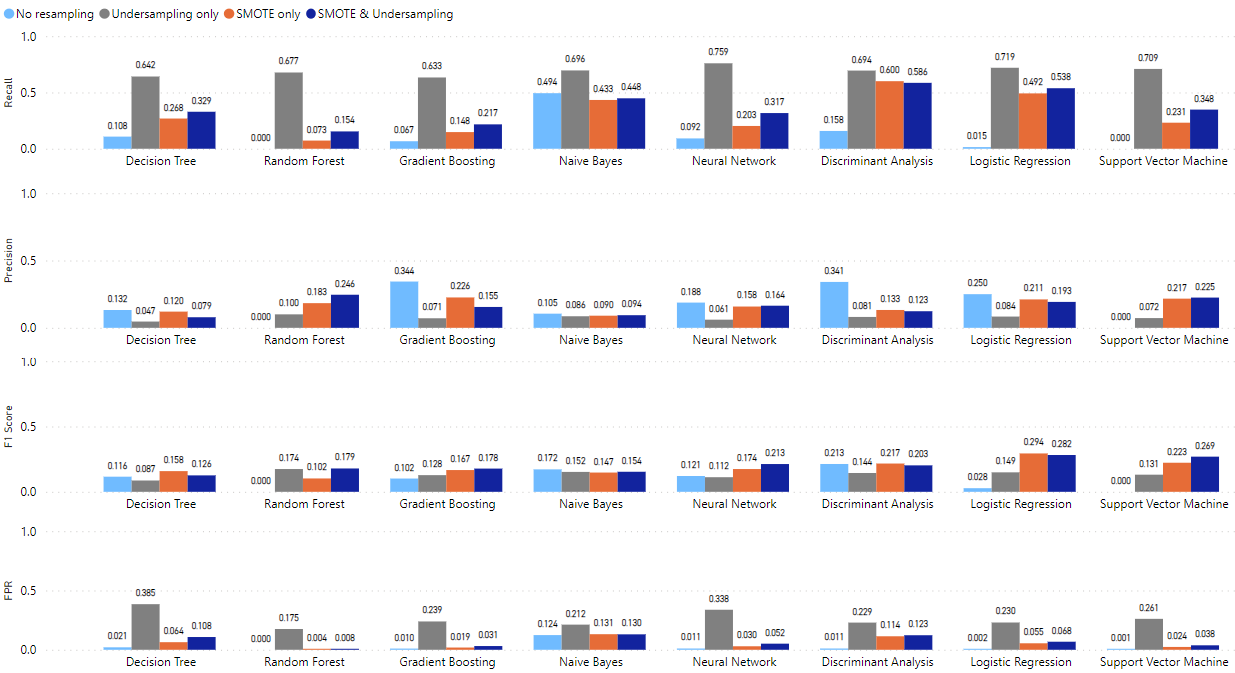 No resampling Undersampling only SMOTE only SMOTE & Undersampling
Recall
1.0
0.5
0.0
0.108 0.642 0.268 0.329
0.000 0.677 0.073 0.154
0.067 0.633 0.148 0.217
0.494 0.696 0.433 0.448
0.092 0.759 0.203 0.317
0.158 0.694 0.600 0.586
0.015 0.719 0.492 0.538
0.000 0.709 0.231 0.348
Decision Tree Random Forest Gradient Boosting Naive Bayes Neural Network Discriminant Analysis Logistic Regression Support Vector Machine
Precision
1.0
0.5
0.0
0.132 0.047 0.120 0.079
0.000 0.100 0.183 0.246
0.344 0.071 0.226 0.155
0.105 0.086 0.090 0.094
0.188 0.061 0.158 0.164
0.341 0.081 0.133 0.123
0.250 0.084 0.211 0.193
0.000 0.072 0.217 0.225
Decision Tree Random Forest Gradient Boosting Naive Bayes Neural Network Discriminant Analysis Logistic Regression Support Vector Machine
F1 Score
1.0
0.5
0.0
0.116 0.087 0.158 0.126
0.000 0.174 0.102 0.179
0.102 0.128 0.167 0.178
0.172 0.152 0.147 0.154
0.121 0.112 0.174 0.213
0.213 0.144 0.217 0.203
0.028 0.149 0.294 0.282
0.000 0.131 0.223 0.269
Decision Tree Random Forest Gradient Boosting Naive Bayes Neural Network Discriminant Analysis Logistic Regression Support Vector Machine
FPR
1.0
0.5
0.0
0.021 0.385 0.064 0.108
0.000 0.175 0.004 0.008
0.010 0.239 0.019 0.031
0.124 0.212 0.131 0.130
0.011 0.338 0.030 0.052
0.011 0.229 0.114 0.123
0.002 0.230 0.055 0.068
0.001 0.261 0.024 0.038
Decision Tree Random Forest Gradient Boosting Naive Bayes Neural Network Discriminant Analysis Logistic Regression Support Vector Machine